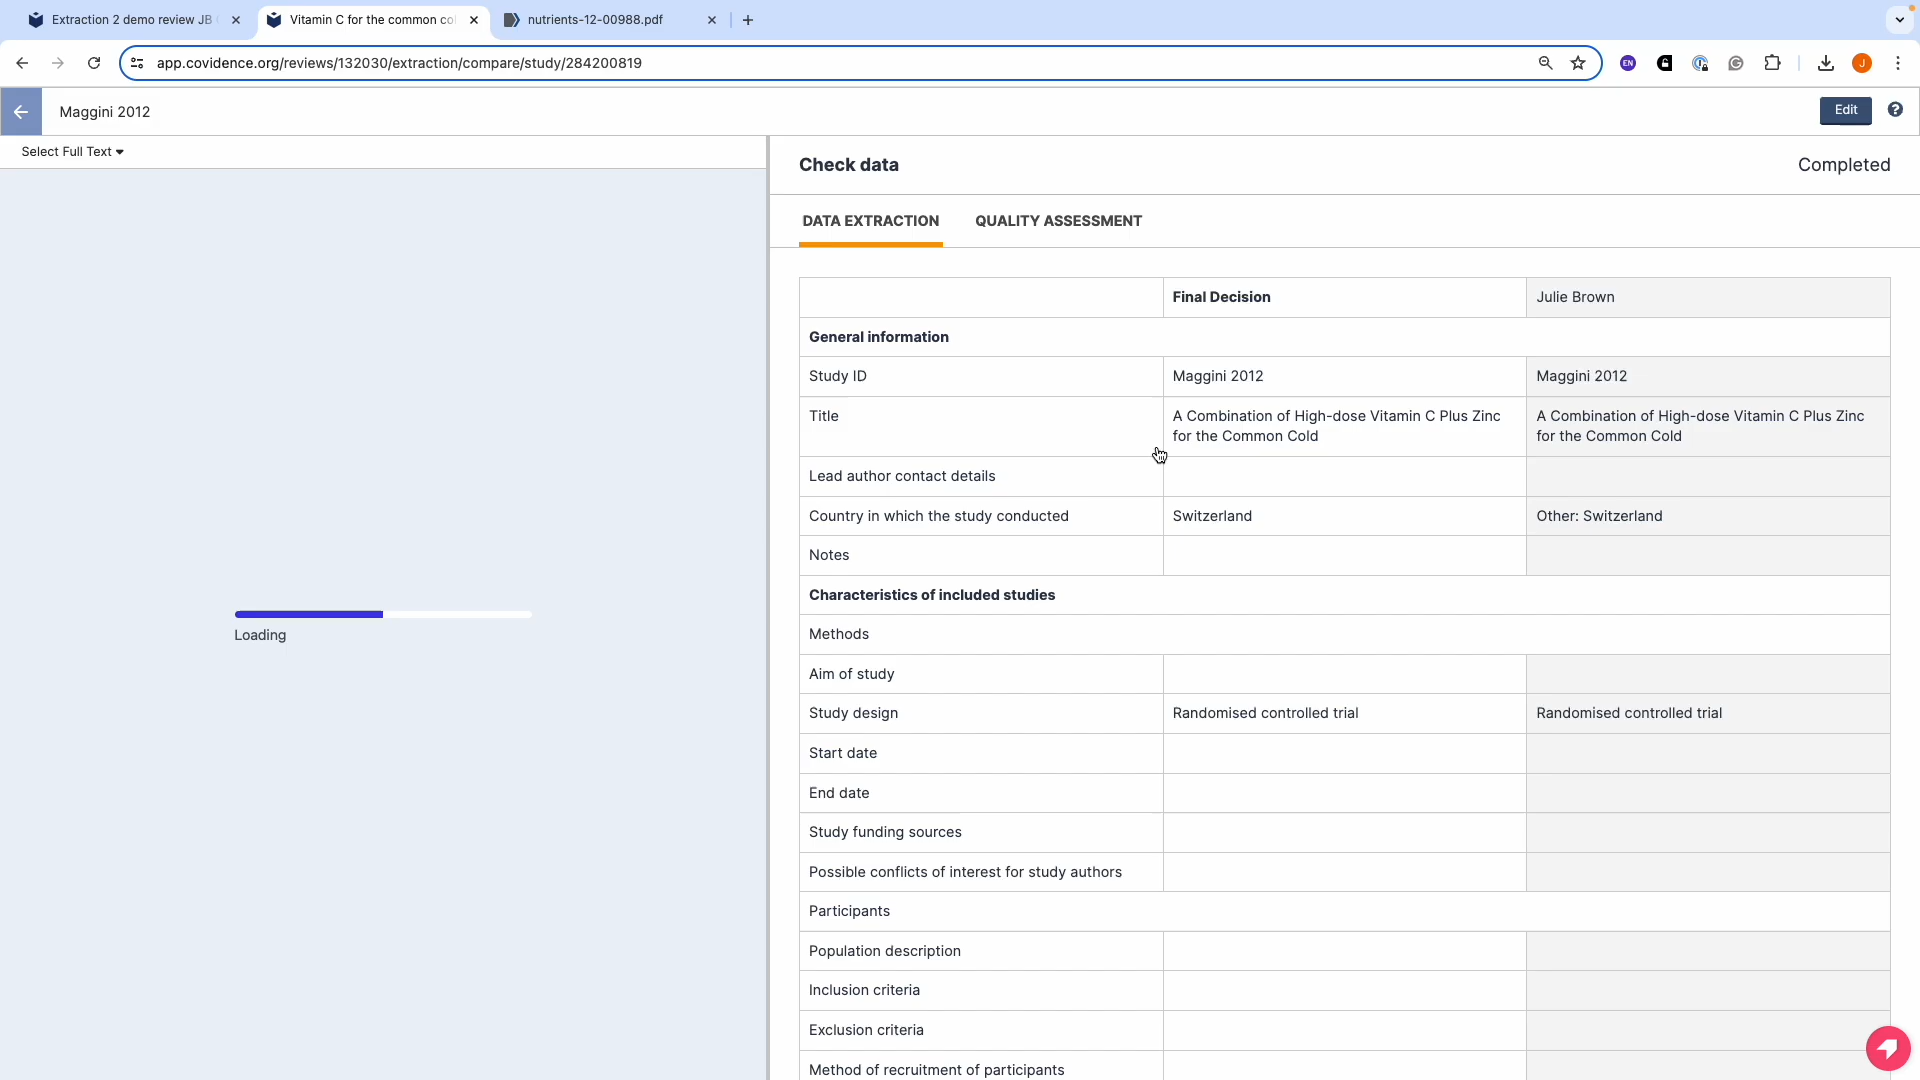 Extraction 2 demo review JB
Vitamin C for the common co
nutrients-12-00988.pdf
app.covidence.org/reviews/132030/extraction/compare/study/284200819
EN
J
Maggini 2012
Edit
?
Select Full Text
Check data
Completed
DATA EXTRACTION
QUALITY ASSESSMENT
Final Decision
Julie Brown
General information
Study ID
Maggini 2012
Maggini 2012
Title
A Combination of High-dose Vitamin C Plus Zinc
for the Common Cold
A Combination of High-dose Vitamin C Plus Zinc
for the Common Cold
Lead author contact details
Country in which the study conducted
Switzerland
Other: Switzerland
Notes
Characteristics of included studies
Methods
Aim of study
Study design
Randomised controlled trial
Randomised controlled trial
Start date
End date
Study funding sources
Possible conflicts of interest for study authors
Participants
Population description
Inclusion criteria
Exclusion criteria
Method of recruitment of participants
Loading